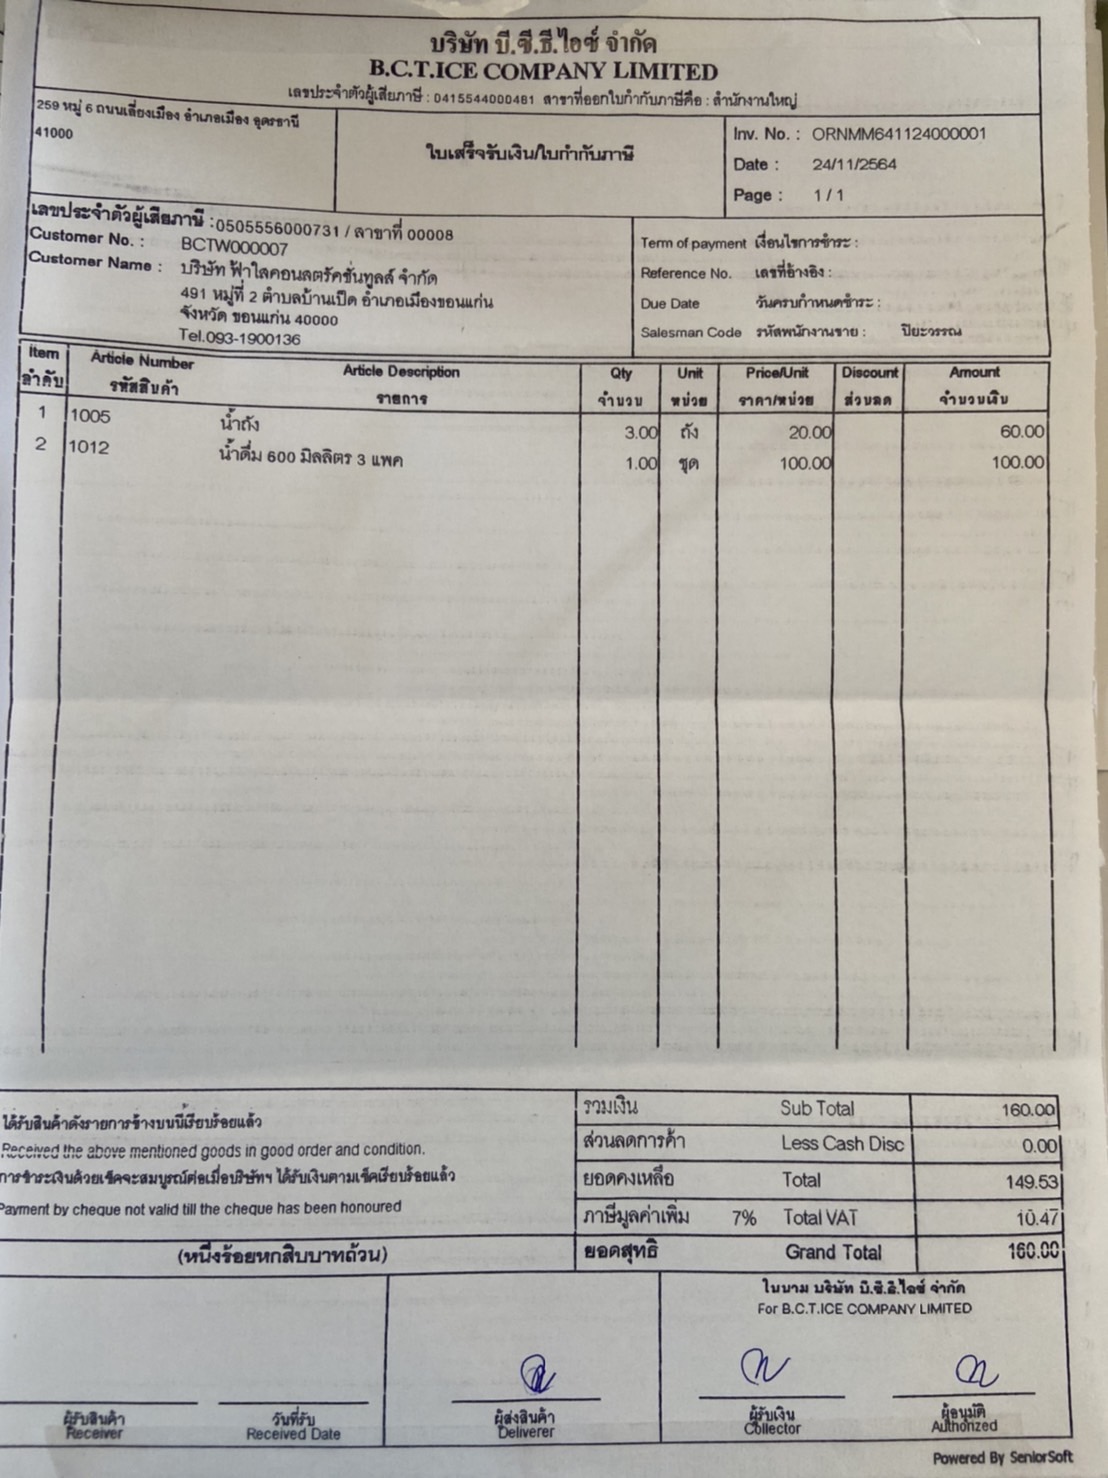 บริษัท บี.ซี.ธี.ไอซ์ จำกัด
B.C.T.ICE COMPANY LIMITED
เลขประจำตัวผู้เสียภาษี : 0415544000461 สาขาที่ออกใบกำกับภาษีคือ : สำนักงานใหญ่
259 หมู่ 6 ถนนเลี่ยงเมือง อำเภอเมือง อุดรธานี
41000
ใบเสร็จรับเงิน/ใบกำกับภาษี
Inv. No. : ORNMM641124000001
Date : 24/11/2564
Page : 1 / 1
เลขประจำตัวผู้เสียภาษี : 0505556000731 / สาขาที่ 00008
Customer No. : BCTW000007
Customer Name : บริษัท ฟ้าใสคอนสตรัคชั่นทูลส์ จำกัด
491 หมู่ที่ 2 ตำบลบ้านเป็ด อำเภอเมืองขอนแก่น
จังหวัด ขอนแก่น 40000
Tel.093-1900136
Term of payment เงื่อนไขการชำระ :
Reference No. เลขที่อ้างอิง :
Due Date วันครบกำหนดชำระ :
Salesman Code รหัสพนักงานขาย : ปิยะวรรณ
Item Article Number Article Description Qty Unit Price/Unit Discount Amount
ลำดับ รหัสสินค้า รายการ จำนวน หน่วย ราคา/หน่วย ส่วนลด จำนวนเงิน
1 1005 น้ำถัง 3.00 ถัง 20.00 60.00
2 1012 น้ำดื่ม 600 มิลลิตร 3 แพค 1.00 ชุด 100.00 100.00
ได้รับสินค้าดังรายการข้างบนนี้เรียบร้อยแล้ว
Received the above mentioned goods in good order and condition.
การชำระเงินด้วยเช็คจะสมบูรณ์ต่อเมื่อบริษัทฯ ได้รับเงินตามเช็คเรียบร้อยแล้ว
Payment by cheque not valid till the cheque has been honoured
(หนึ่งร้อยหกสิบบาทถ้วน)
รวมเงิน Sub Total 160.00
ส่วนลดการค้า Less Cash Disc 0.00
ยอดคงเหลือ Total 149.53
ภาษีมูลค่าเพิ่ม 7% Total VAT 10.47
ยอดสุทธิ Grand Total 160.00
ในนาม บริษัท บี.ซี.ธี.ไอซ์ จำกัด
For B.C.T.ICE COMPANY LIMITED
ผู้รับสินค้า วันที่รับ ผู้ส่งสินค้า ผู้รับเงิน ผู้อนุมัติ
Receiver Received Date Deliverer Collector Authorized
Powered By SeniorSoft